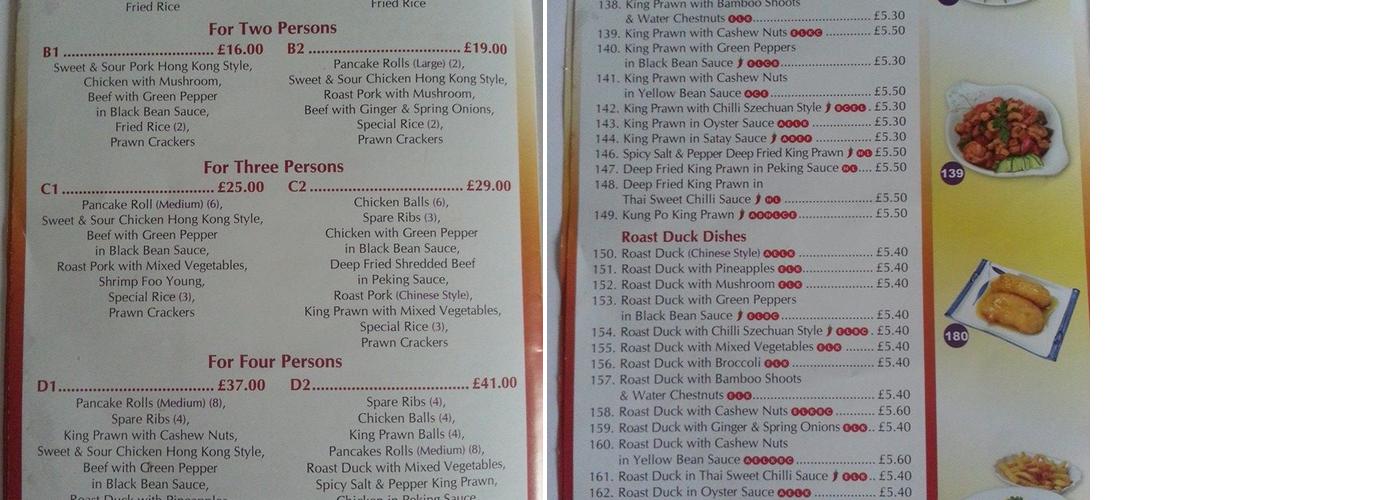 Fried Rice
Fried Rice
For Two Persons
B1 ........ £16.00
Sweet & Sour Pork Hong Kong Style,
Chicken with Mushroom,
Beef with Green Pepper
in Black Bean Sauce,
Fried Rice (2),
Prawn Crackers
B2 ........ £19.00
Pancake Rolls (Large) (2),
Sweet & Sour Chicken Hong Kong Style,
Roast Pork with Mushroom,
Beef with Ginger & Spring Onions,
Special Rice (2),
Prawn Crackers
For Three Persons
C1 ........ £25.00
Pancake Roll (Medium) (6),
Sweet & Sour Chicken Hong Kong Style,
Beef with Green Pepper
in Black Bean Sauce,
Roast Pork with Mixed Vegetables,
Shrimp Foo Young,
Special Rice (3),
Prawn Crackers
C2 ........ £29.00
Chicken Balls (6),
Spare Ribs (3),
Chicken with Green Pepper
in Black Bean Sauce,
Deep Fried Shredded Beef
in Peking Sauce,
Roast Pork (Chinese Style),
King Prawn with Mixed Vegetables,
Special Rice (3),
Prawn Crackers
For Four Persons
D1 ........ £37.00
Pancake Rolls (Medium) (8),
Spare Ribs (4),
King Prawn with Cashew Nuts,
Sweet & Sour Chicken Hong Kong Style,
Beef with Green Pepper
in Black Bean Sauce,
Roast Duck with Pineapples
D2 ........ £41.00
Spare Ribs (4),
Chicken Balls (4),
King Prawn Balls (4),
Pancakes Rolls (Medium) (8),
Roast Duck with Mixed Vegetables,
Spicy Salt & Pepper King Prawn,
Chicken in Peking Sauce
138. King Prawn with Bamboo Shoots
& Water Chestnuts ........ £5.30
139. King Prawn with Cashew Nuts ........ £5.50
140. King Prawn with Green Peppers
in Black Bean Sauce ........ £5.30
141. King Prawn with Cashew Nuts
in Yellow Bean Sauce ........ £5.50
142. King Prawn with Chilli Szechuan Style . £5.30
143. King Prawn in Oyster Sauce ........ £5.30
144. King Prawn in Satay Sauce ........ £5.30
146. Spicy Salt & Pepper Deep Fried King Prawn £5.50
147. Deep Fried King Prawn in Peking Sauce .... £5.50
148. Deep Fried King Prawn in
Thai Sweet Chilli Sauce ........ £5.50
149. Kung Po King Prawn ........ £5.50
Roast Duck Dishes
150. Roast Duck (Chinese Style) ........ £5.40
151. Roast Duck with Pineapples ........ £5.40
152. Roast Duck with Mushroom ........ £5.40
153. Roast Duck with Green Peppers
in Black Bean Sauce ........ £5.40
154. Roast Duck with Chilli Szechuan Style . £5.40
155. Roast Duck with Mixed Vegetables ........ £5.40
156. Roast Duck with Broccoli ........ £5.40
157. Roast Duck with Bamboo Shoots
& Water Chestnuts ........ £5.40
158. Roast Duck with Cashew Nuts ........ £5.60
159. Roast Duck with Ginger & Spring Onions .. £5.40
160. Roast Duck with Cashew Nuts
in Yellow Bean Sauce ........ £5.60
161. Roast Duck in Thai Sweet Chilli Sauce .. £5.40
162. Roast Duck in Oyster Sauce ........ £5.40
139
180